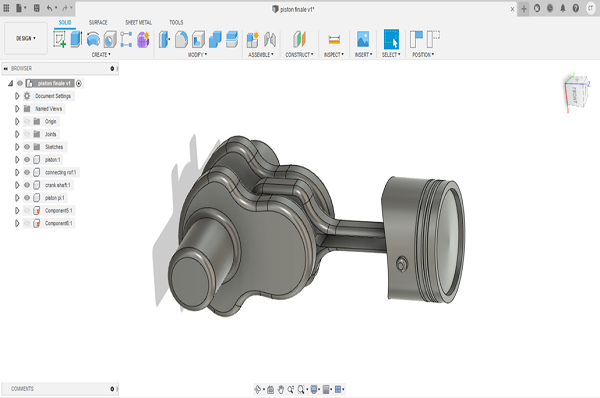 piston finale v1*
CT
DESIGN
SOLID SURFACE SHEET METAL TOOLS
CREATE MODIFY ASSEMBLE CONSTRUCT INSPECT INSERT SELECT POSITION
BROWSER
piston finale v1
Document Settings
Named Views
Origin
Joints
Sketches
piston:1
connecting rof:1
crank shaft:1
piston pi:1
Component5:1
Component6:1
COMMENTS